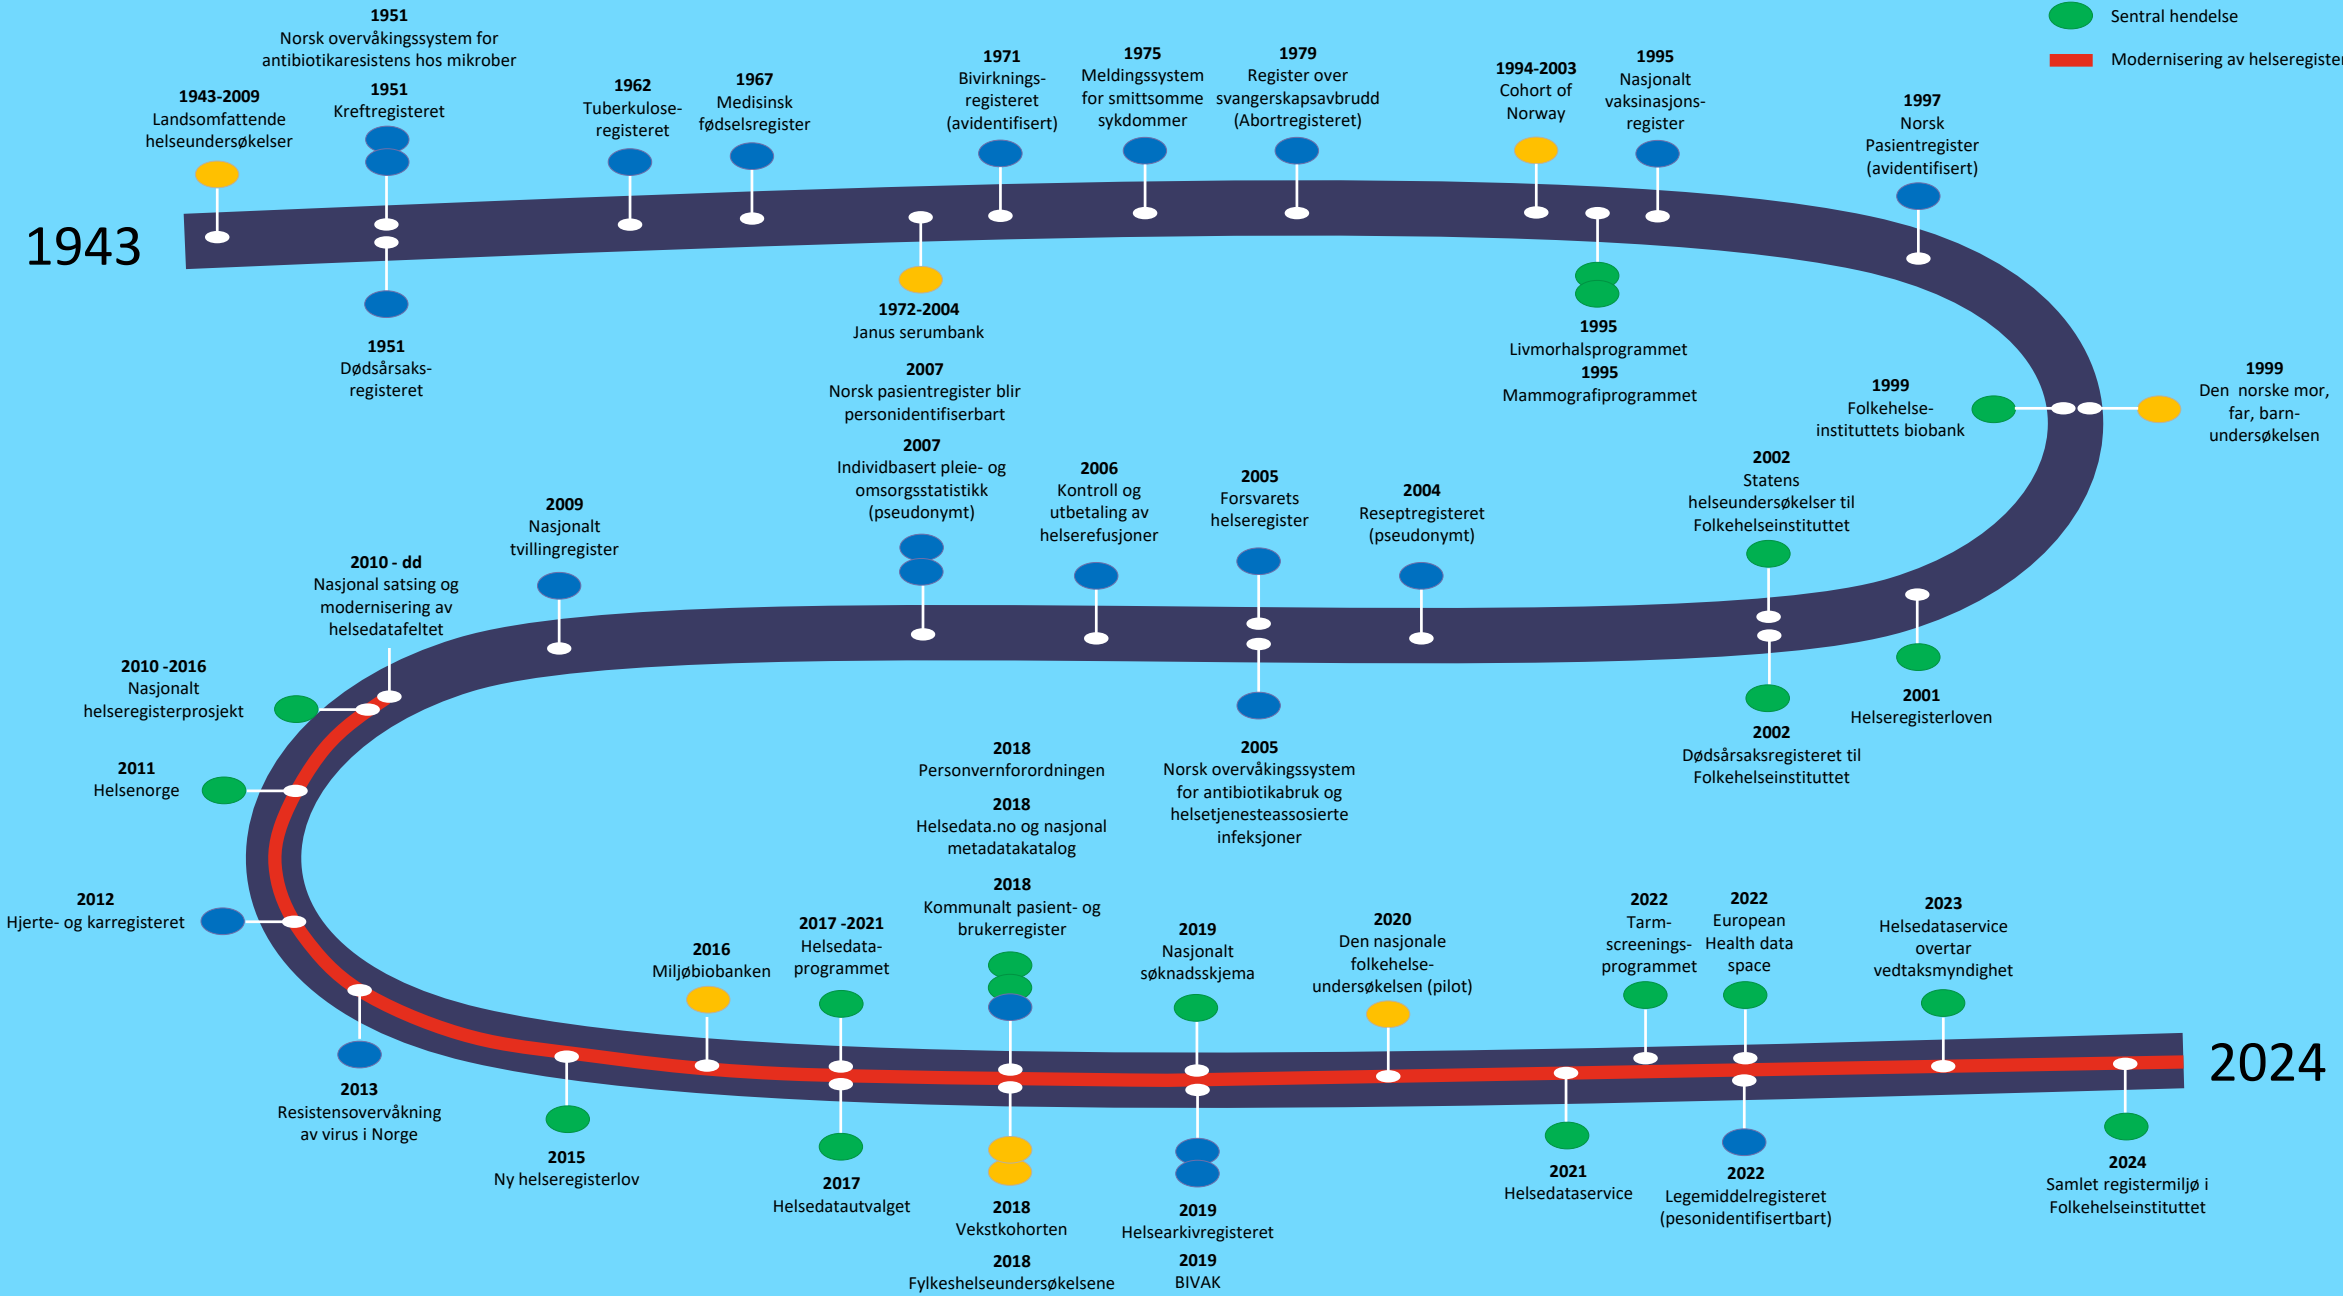 Sentral hendelse
Modernisering av helseregister
1943
1943-2009
Landsomfattende
helseundersøkelser
1951
Norsk overvåkingssystem for
antibiotikaresistens hos mikrober
1951
Kreftregisteret
1951
Dødsårsaks-
registeret
1962
Tuberkulose-
registeret
1967
Medisinsk
fødselsregister
1971
Bivirknings-
registeret
(avidentifisert)
1972-2004
Janus serumbank
1975
Meldingssystem
for smittsomme
sykdommer
1979
Register over
svangerskapsavbrudd
(Abortregisteret)
1994-2003
Cohort of
Norway
1995
Nasjonalt
vaksinasjons-
register
1995
Livmorhalsprogrammet
1995
Mammografiprogrammet
1997
Norsk
Pasientregister
(avidentifisert)
1999
Folkehelse-
instituttets biobank
1999
Den  norske mor,
far, barn-
undersøkelsen
2001
Helseregisterloven
2002
Statens
helseundersøkelser til
Folkehelseinstituttet
2002
Dødsårsaksregisteret til
Folkehelseinstituttet
2004
Reseptregisteret
(pseudonymt)
2005
Forsvarets
helseregister
2005
Norsk overvåkingssystem
for antibiotikabruk og
helsetjenesteassosierte
infeksjoner
2006
Kontroll og
utbetaling av
helserefusjoner
2007
Norsk pasientregister blir
personidentifiserbart
2007
Individbasert pleie- og
omsorgsstatistikk
(pseudonymt)
2009
Nasjonalt
tvillingregister
2010 - dd
Nasjonal satsing og
modernisering av
helsedatafeltet
2010 -2016
Nasjonalt
helseregisterprosjekt
2011
Helsenorge
2012
Hjerte- og karregisteret
2013
Resistensovervåkning
av virus i Norge
2015
Ny helseregisterlov
2016
Miljøbiobanken
2017 -2021
Helsedata-
programmet
2017
Helsedatautvalget
2018
Personvernforordningen
2018
Helsedata.no og nasjonal
metadatakatalog
2018
Kommunalt pasient- og
brukerregister
2018
Vekstkohorten
2018
Fylkeshelseundersøkelsene
2019
Nasjonalt
søknadsskjema
2019
Helsearkivregisteret
2019
BIVAK
2020
Den nasjonale
folkehelse-
undersøkelsen (pilot)
2021
Helsedataservice
2022
Tarm-
screenings-
programmet
2022
European
Health data
space
2022
Legemiddelregisteret
(pesonidentifisertbart)
2023
Helsedataservice
overtar
vedtaksmyndighet
2024
Samlet registermiljø i
Folkehelseinstituttet
2024